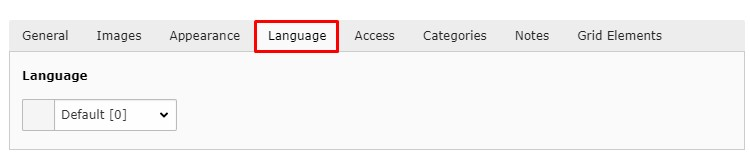 General Images Appearance Language Access Categories Notes Grid Elements
Language
Default [0]